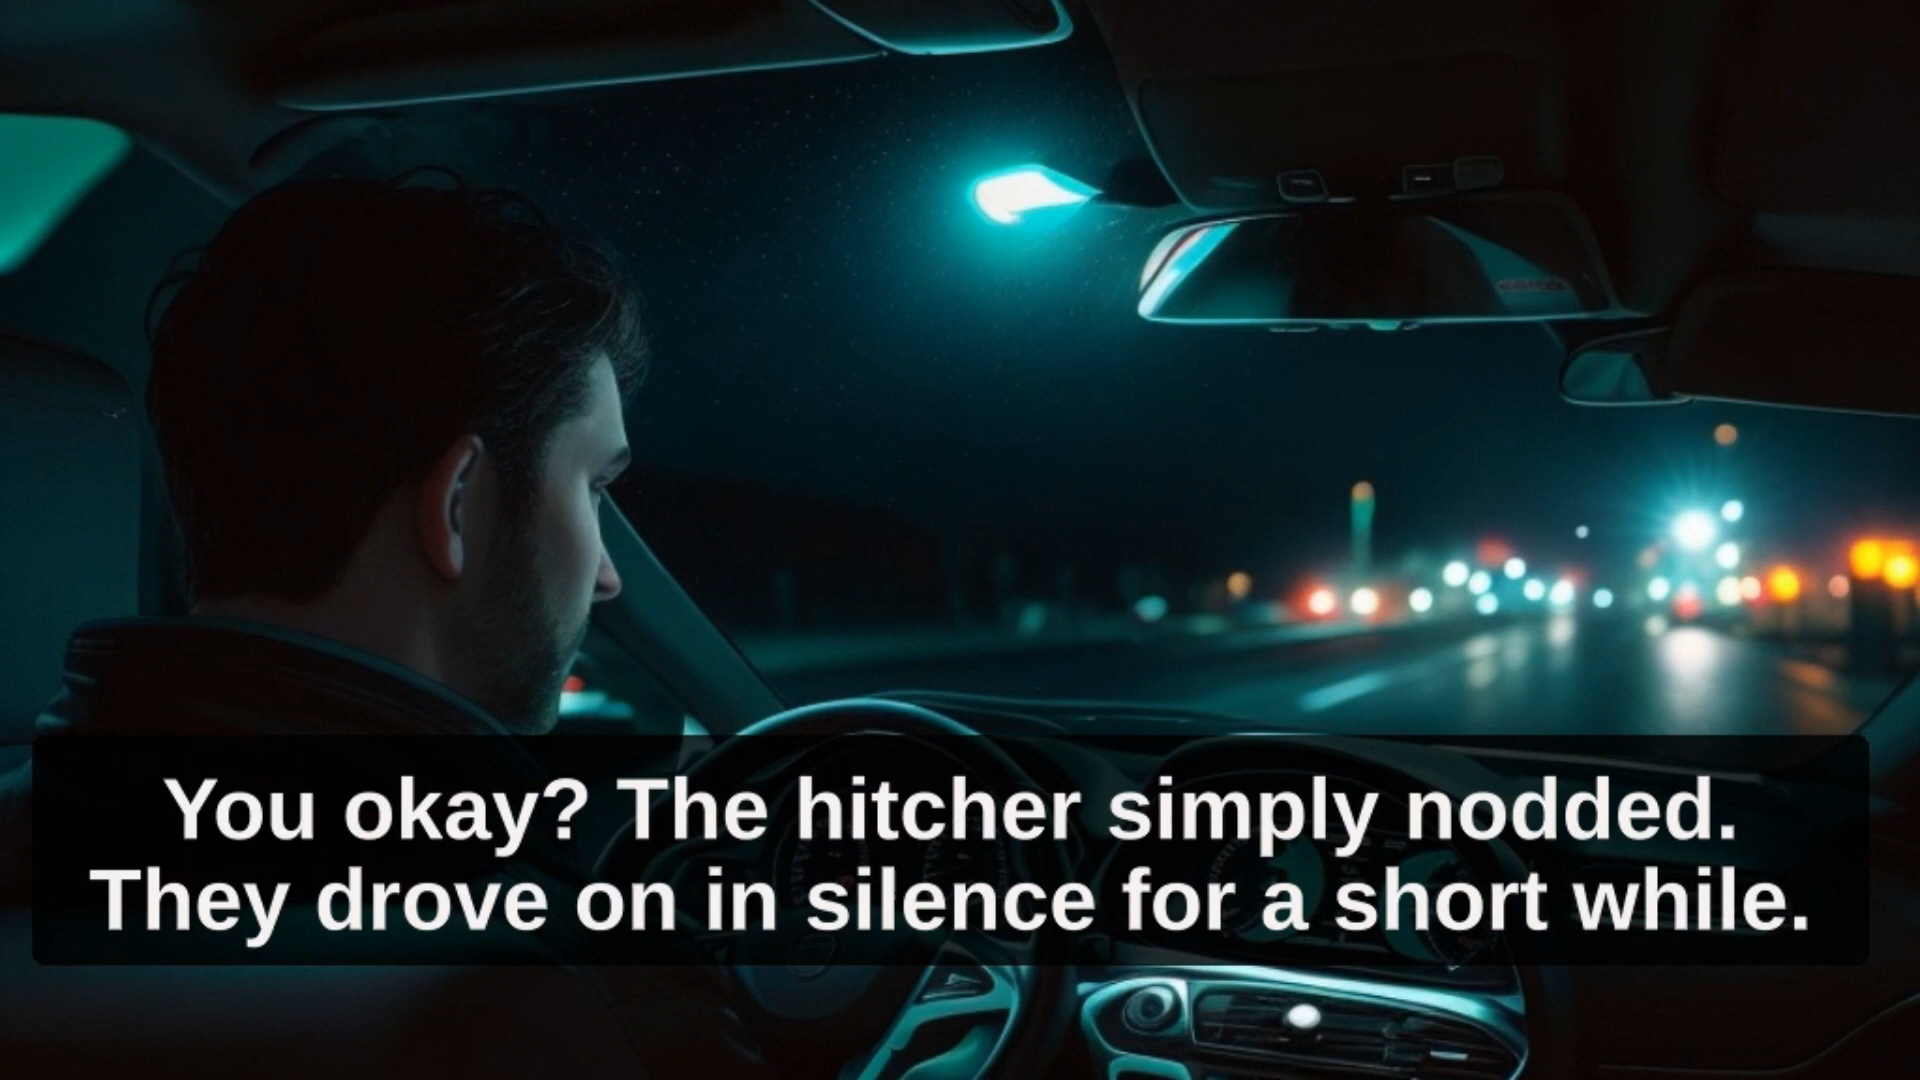 You okay? The hitcher simply nodded.
They drove on in silence for a short while.